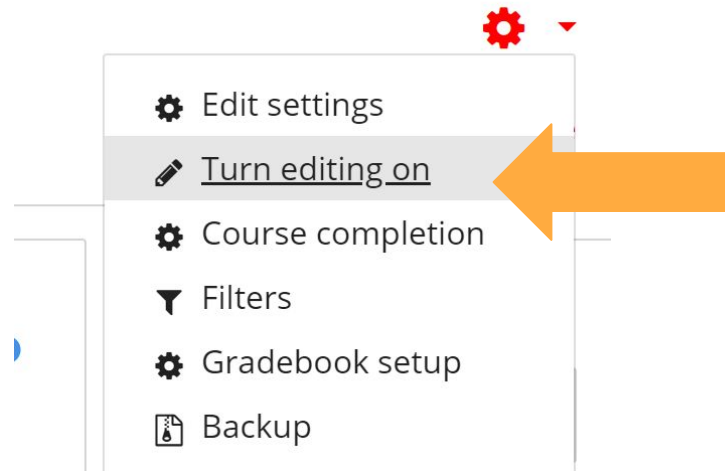 Edit settings
Turn editing on
Course completion
Filters
Gradebook setup
Backup